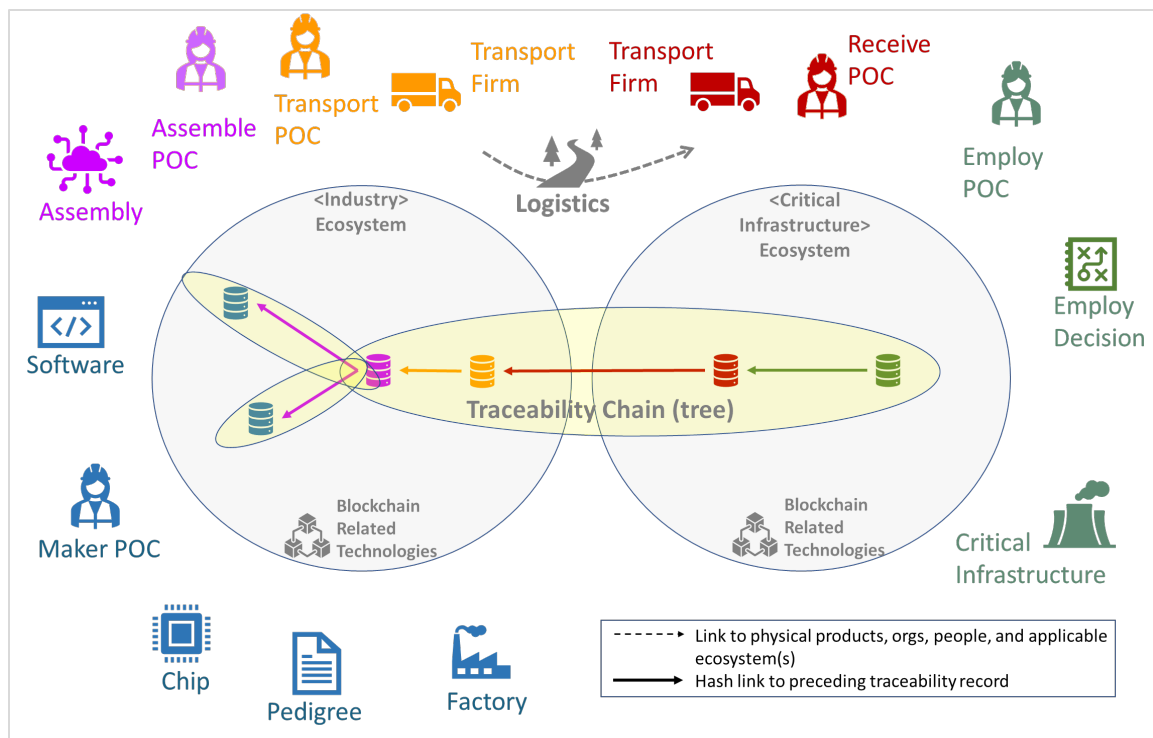 Transport
Firm
Transport
Firm
Receive
POC
Transport
POC
Assemble
POC
Employ
POC
Assembly
<Industry>
Ecosystem
Logistics
<Critical
Infrastructure>
Ecosystem
Employ
Decision
Software
Traceability Chain (tree)
Blockchain
Related
Technologies
Blockchain
Related
Technologies
Maker POC
Critical
Infrastructure
Chip
Pedigree
Factory
Link to physical products, orgs, people, and applicable
ecosystem(s)
Hash link to preceding traceability record